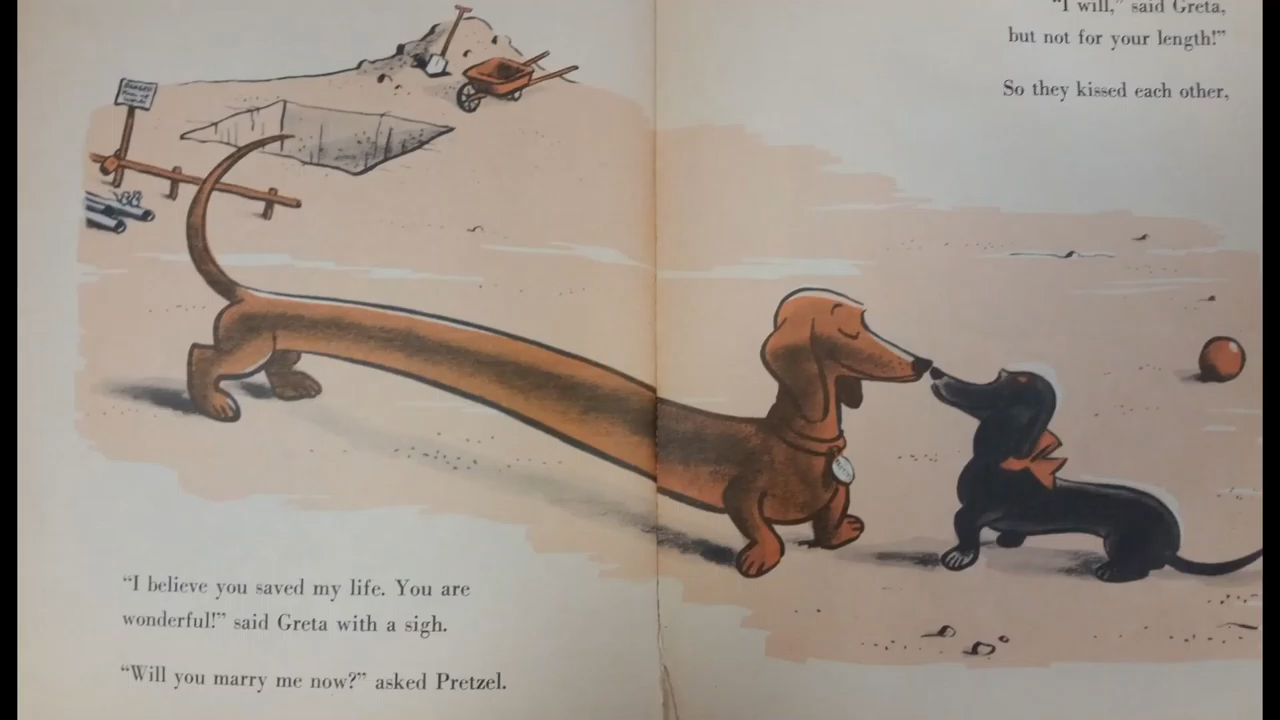 DANGER
"I believe you saved my life. You are
wonderful!" said Greta with a sigh.
"Will you marry me now?" asked Pretzel.
"I will," said Greta,
but not for your length!"
So they kissed each other,